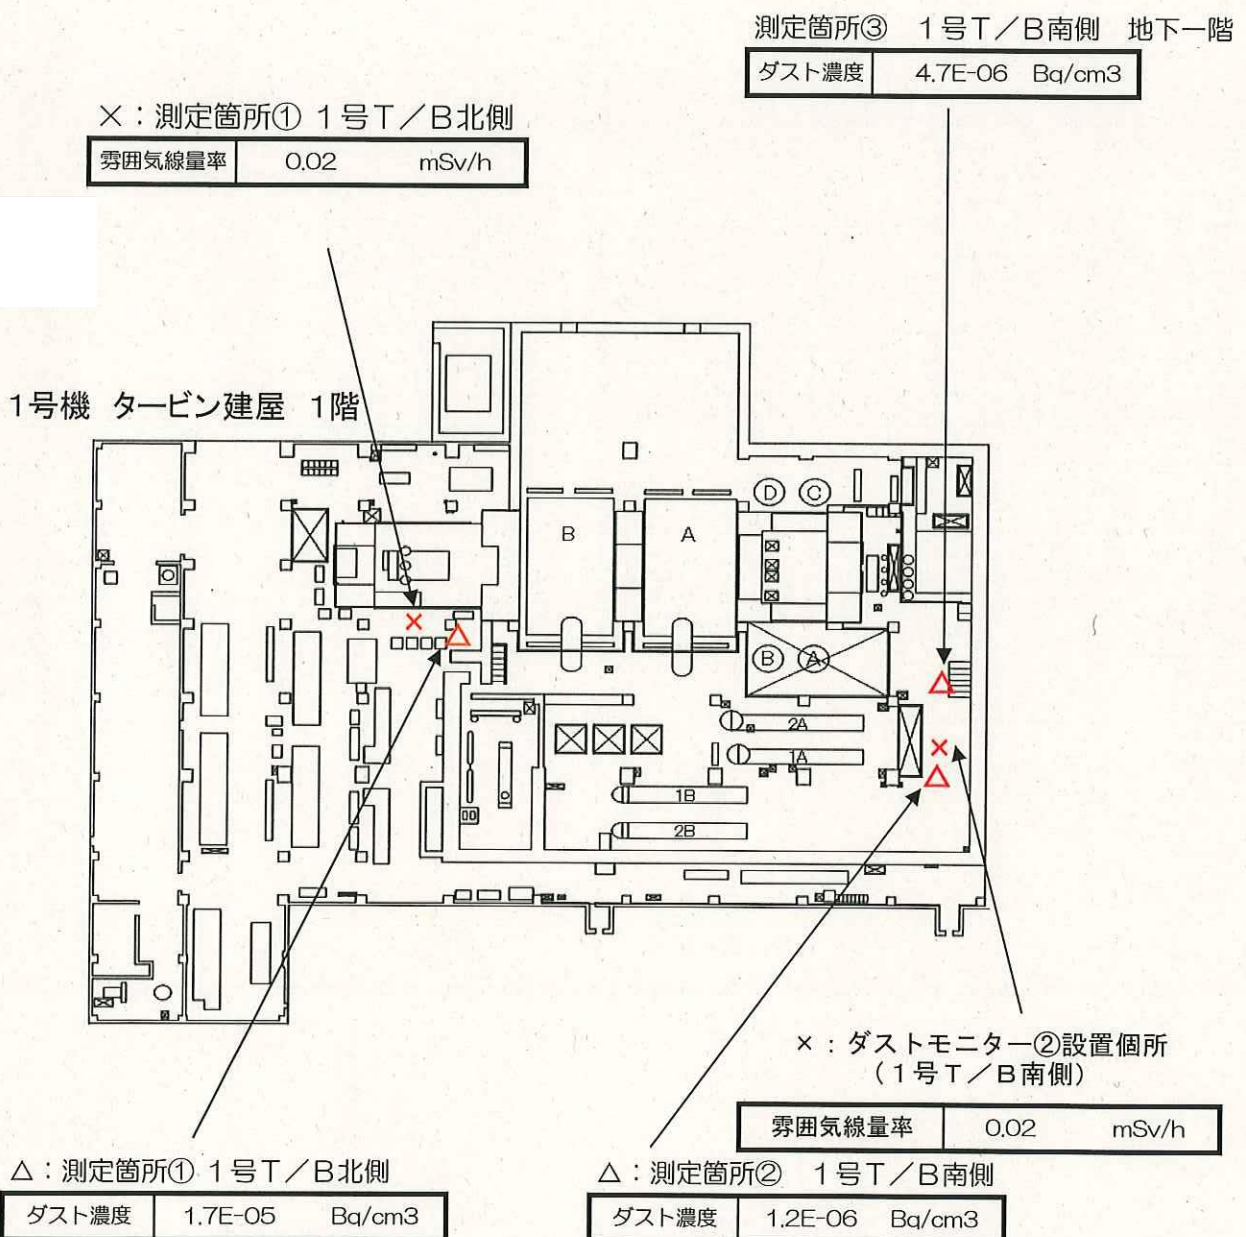 測定箇所③　1号T／B南側　地下一階
ダスト濃度　4.7E-06　Bq/cm3
×：測定箇所① 1号T／B北側
雰囲気線量率　0.02　mSv/h
1号機 タービン建屋 1階
D C
B A
B A
2A
1A
1B
2B
×：ダストモニター②設置個所
（1号T／B南側）
雰囲気線量率　0.02　mSv/h
△：測定箇所① 1号T／B北側
ダスト濃度　1.7E-05　Bq/cm3
△：測定箇所②　1号T／B南側
ダスト濃度　1.2E-06　Bq/cm3